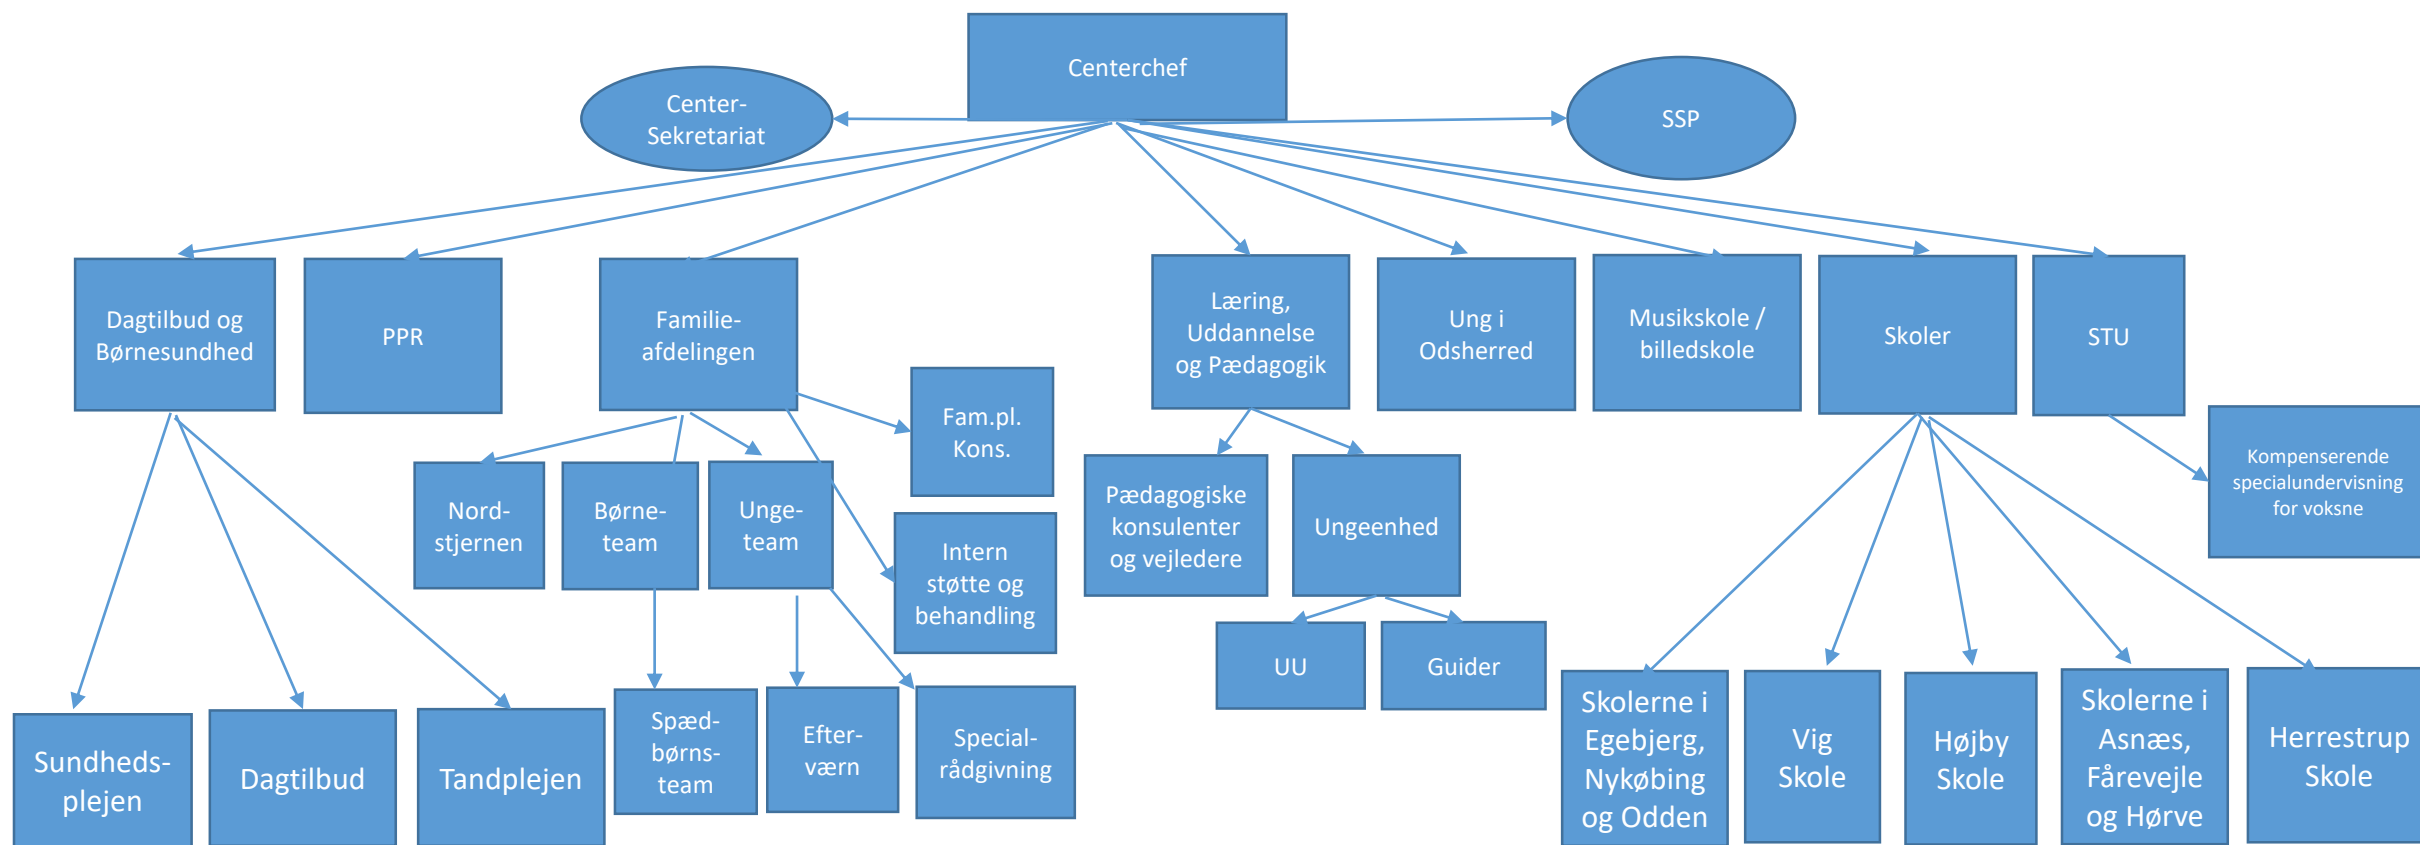 Centerchef
Center-
Sekretariat
SSP
Dagtilbud og
Børnesundhed
PPR
Familie-
afdelingen
Læring,
Uddannelse
og Pædagogik
Ung i
Odsherred
Musikskole /
billedskole
Skoler
STU
Fam.pl.
Kons.
Nord-
stjernen
Børne-
team
Unge-
team
Intern
støtte og
behandling
Pædagogiske
konsulenter
og vejledere
Ungeenhed
Kompenserende
specialundervisning
for voksne
UU
Guider
Sundheds-
plejen
Dagtilbud
Tandplejen
Spæd-
børns-
team
Efter-
værn
Special-
rådgivning
Skolerne i
Egebjerg,
Nykøbing
og Odden
Vig
Skole
Højby
Skole
Skolerne i
Asnæs,
Fårevejle
og Hørve
Herrestrup
Skole